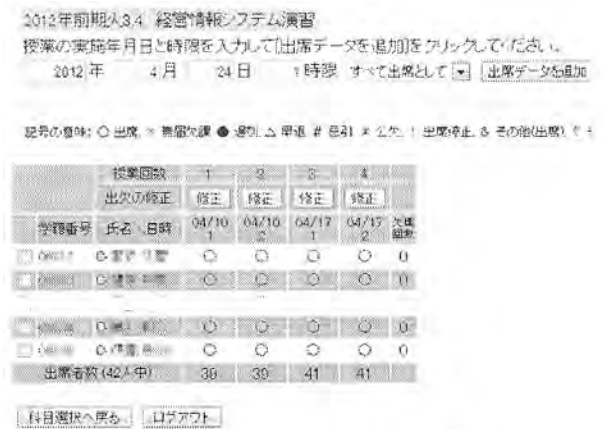 2012年前期火3,4 経営情報システム演習
授業の実施年月日と時限を入力して[出席データを追加]をクリックしてください。
2012 年 4 月 24 日 1 時限 すべて出席として 出席データを追加
記号の意味: ○ 出席, × 無届欠課 ● 遅刻, △ 早退 # 忌引 * 公欠, ! 出席停止, & その他(出席),
授業回数 1 2 3 4
出欠の修正 修正 修正 修正 修正
学籍番号 氏名\日時 04/10 1 04/10 2 04/17 1 04/17 2 欠席回数
○ ○ ○ ○ 0
○ ○ ○ ○ 0
○ ○ ○ ○ 0
○ ○ ○ ○ 0
出席者数(42人中) 39 39 41 41
科目選択へ戻る ログアウト